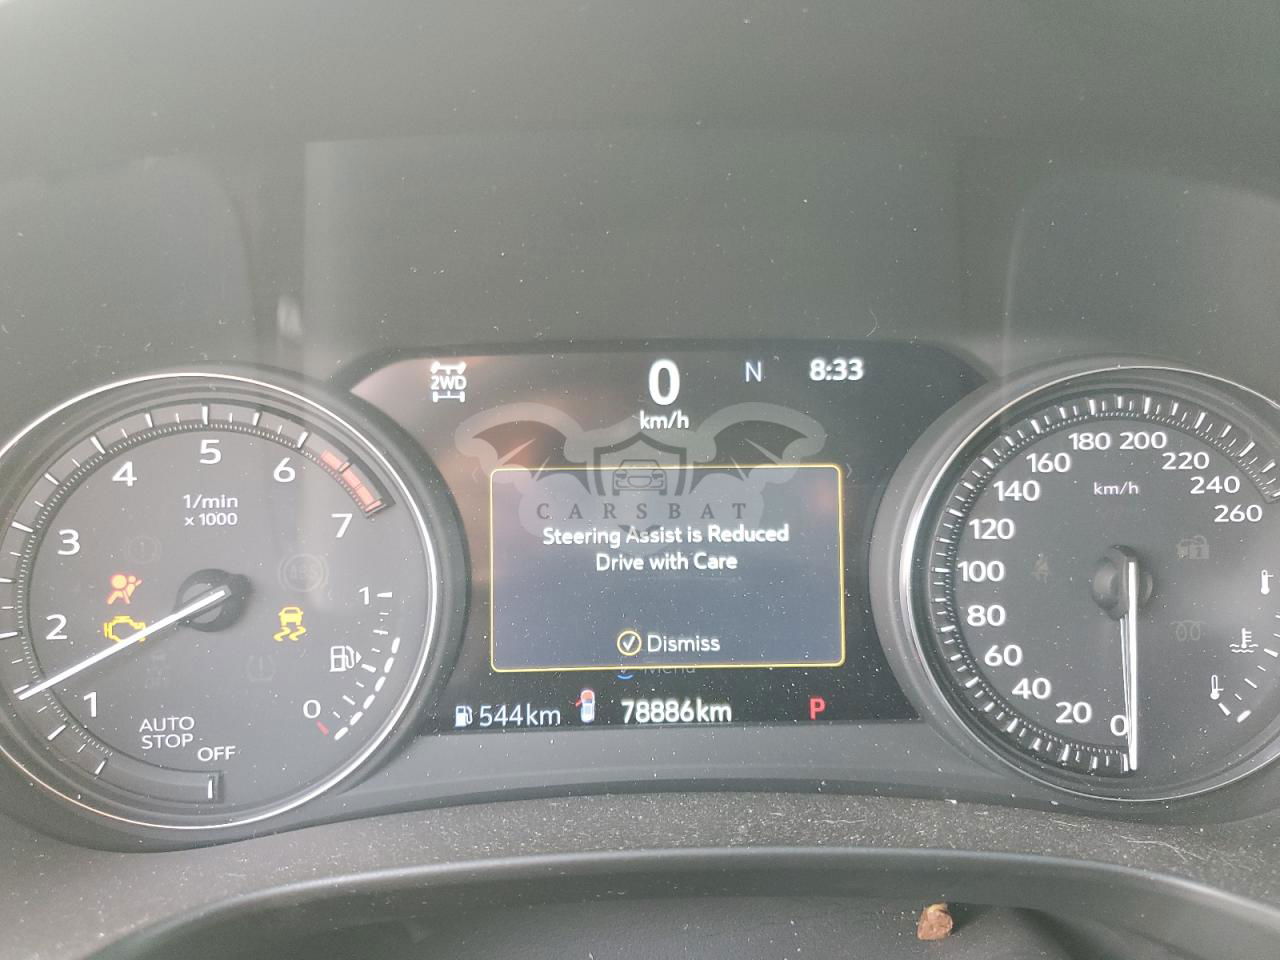 2WD
0
km/h
N
8:33
CARSBAT
Steering Assist is Reduced
Drive with Care
Dismiss
Menu
544km
78886km
P
1
2
3
4
5
6
7
1/min
x 1000
ABS
1
0
AUTO
STOP
OFF
0
20
40
60
80
100
120
140
160
180
200
220
240
260
km/h